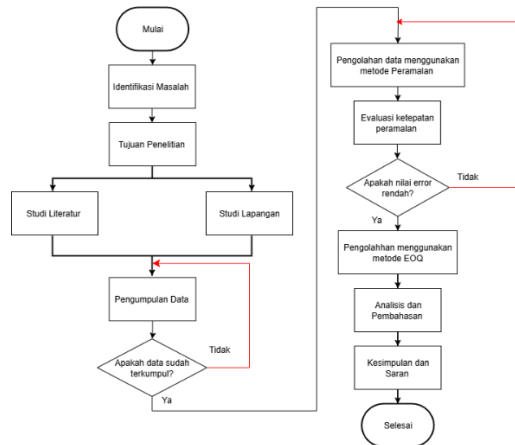 Mulai
Identifikasi Masalah
Tujuan Penelitian
Studi Literatur
Studi Lapangan
Pengumpulan Data
Apakah data sudah
terkumpul?
Tidak
Ya
Pengolahan data menggunakan
metode Peramalan
Evaluasi ketepatan
peramalan
Apakah nilai error
rendah?
Tidak
Ya
Pengolahhan menggunakan
metode EOQ
Analisis dan
Pembahasan
Kesimpulan dan
Saran
Selesai